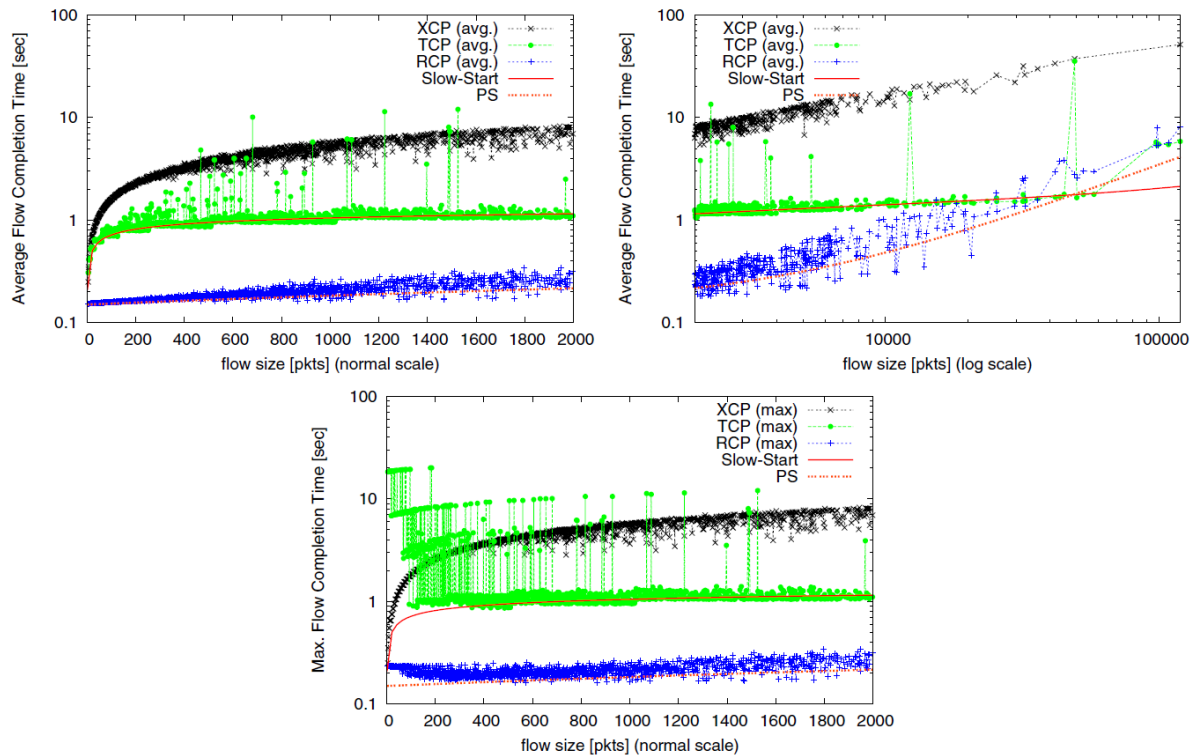 Average Flow Completion Time [sec]
100
10
1
0.1
XCP (avg.)
TCP (avg.)
RCP (avg.)
Slow-Start
PS
0 200 400 600 800 1000 1200 1400 1600 1800 2000
flow size [pkts] (normal scale)
Average Flow Completion Time [sec]
100
10
1
0.1
XCP (avg.)
TCP (avg.)
RCP (avg.)
Slow-Start
PS
10000 100000
flow size [pkts] (log scale)
Max. Flow Completion Time [sec]
100
10
1
0.1
XCP (max)
TCP (max)
RCP (max)
Slow-Start
PS
0 200 400 600 800 1000 1200 1400 1600 1800 2000
flow size [pkts] (normal scale)